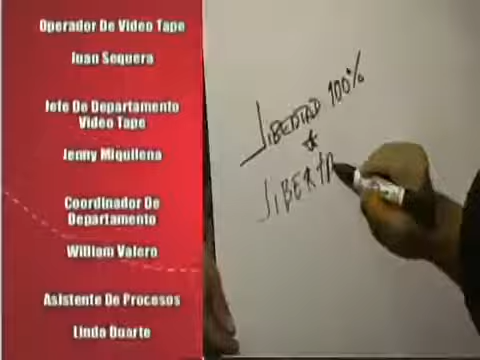 Operador De Video Tape
Juan Sequera
Jefe De Departamento
Video Tape
Jenny Miquilena
Coordinador De
Departamento
William Valero
Asistente De Procesos
Linda Duarte
LIBERTAD 100%
LIBERTA